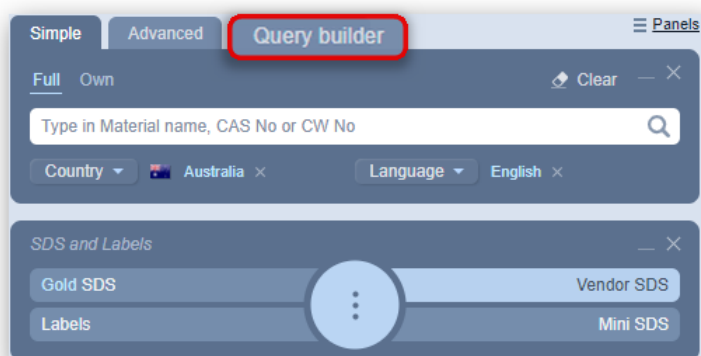 Simple Advanced Query builder Panels
Full Own Clear
Type in Material name, CAS No or CW No
Country Australia Language English
SDS and Labels
Gold SDS Vendor SDS
Labels Mini SDS